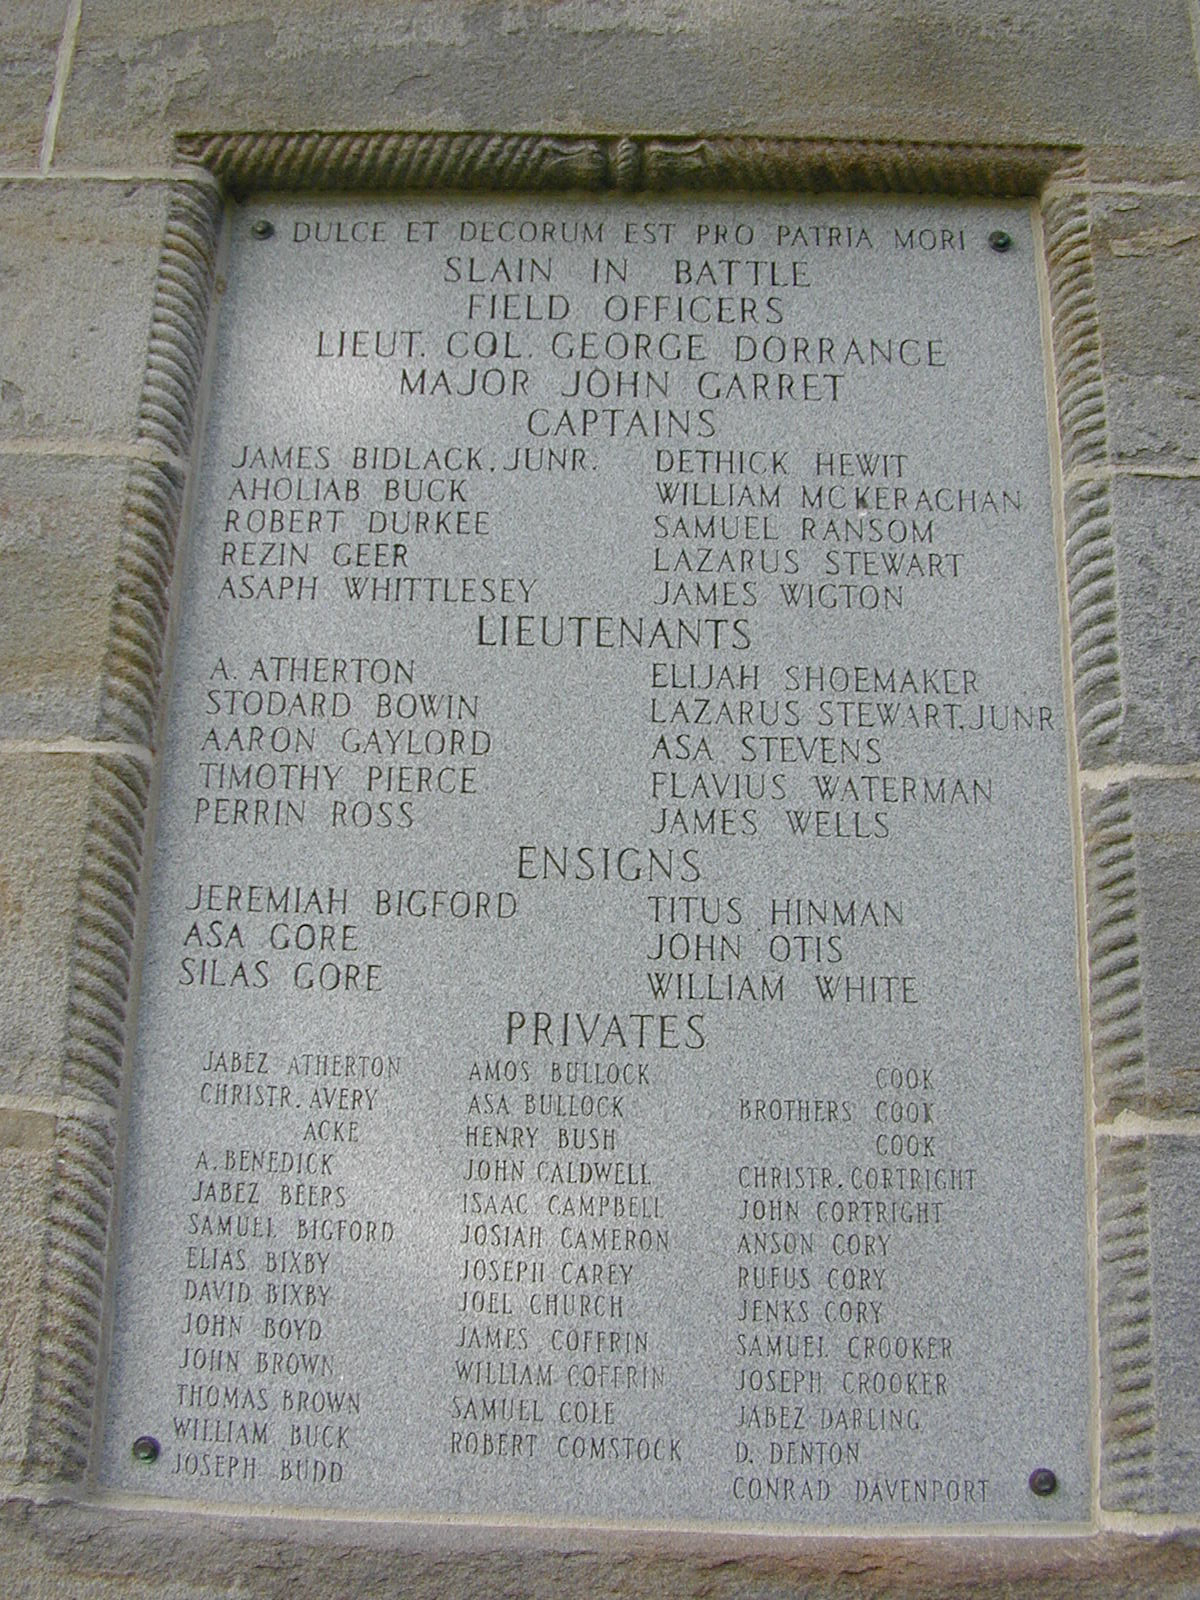 DULCE ET DECORUM EST PRO PATRIA MORI
SLAIN IN BATTLE
FIELD OFFICERS
LIEUT. COL. GEORGE DORRANCE
MAJOR JOHN GARRET
CAPTAINS
JAMES BIDLACK, JUNR. DETHICK HEWIT
AHOLIAB BUCK WILLIAM MCKERACHAN
ROBERT DURKEE SAMUEL RANSOM
REZIN GEER LAZARUS STEWART
ASAPH WHITTLESEY JAMES WIGTON
LIEUTENANTS
A. ATHERTON ELIJAH SHOEMAKER
STODARD BOWIN LAZARUS STEWART, JUNR
AARON GAYLORD ASA STEVENS
TIMOTHY PIERCE FLAVIUS WATERMAN
PERRIN ROSS JAMES WELLS
ENSIGNS
JEREMIAH BIGFORD TITUS HINMAN
ASA GORE JOHN OTIS
SILAS GORE WILLIAM WHITE
PRIVATES
JABEZ ATHERTON AMOS BULLOCK COOK
CHRISTR. AVERY ASA BULLOCK BROTHERS COOK
ACKE HENRY BUSH COOK
A. BENEDICK JOHN CALDWELL CHRISTR. CORTRIGHT
JABEZ BEERS ISAAC CAMPBELL JOHN CORTRIGHT
SAMUEL BIGFORD JOSIAH CAMERON ANSON CORY
ELIAS BIXBY JOSEPH CAREY RUFUS CORY
DAVID BIXBY JOEL CHURCH JENKS CORY
JOHN BOYD JAMES COFFRIN SAMUEL CROOKER
JOHN BROWN WILLIAM COFFRIN JOSEPH CROOKER
THOMAS BROWN SAMUEL COLE JABEZ DARLING
WILLIAM BUCK ROBERT COMSTOCK D. DENTON
JOSEPH BUDD CONRAD DAVENPORT